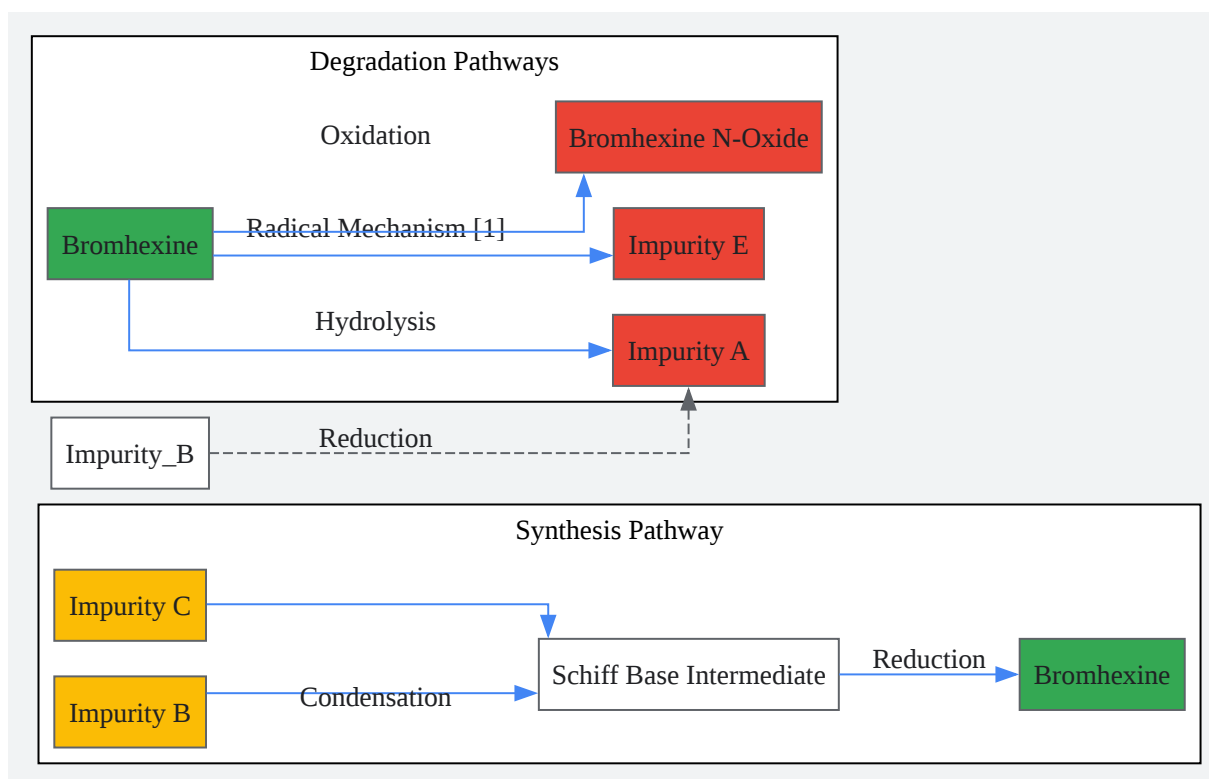 Degradation Pathways
Oxidation
Bromhexine N-Oxide
Bromhexine
Radical Mechanism [1]
Impurity E
Hydrolysis
Impurity A
Impurity_B
Reduction
Synthesis Pathway
Impurity C
Schiff Base Intermediate
Reduction
Bromhexine
Condensation
Impurity B